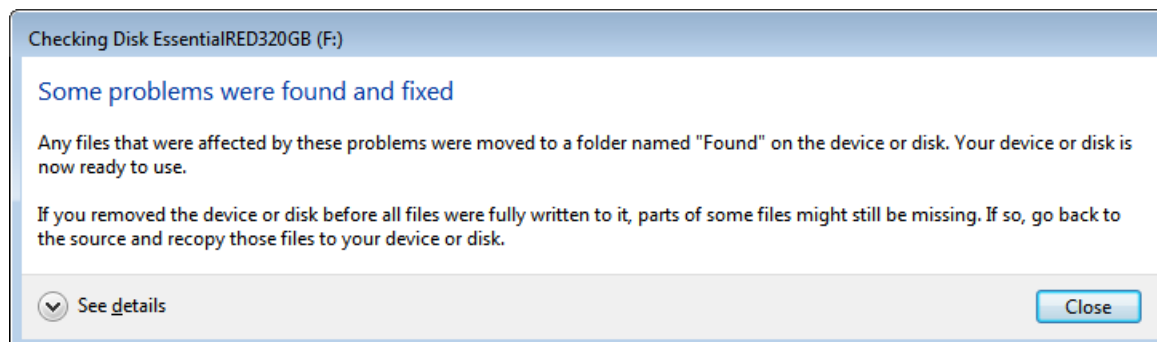 Checking Disk EssentialRED320GB (F:)
Some problems were found and fixed
Any files that were affected by these problems were moved to a folder named "Found" on the device or disk. Your device or disk is
now ready to use.
If you removed the device or disk before all files were fully written to it, parts of some files might still be missing. If so, go back to
the source and recopy those files to your device or disk.
See details
Close